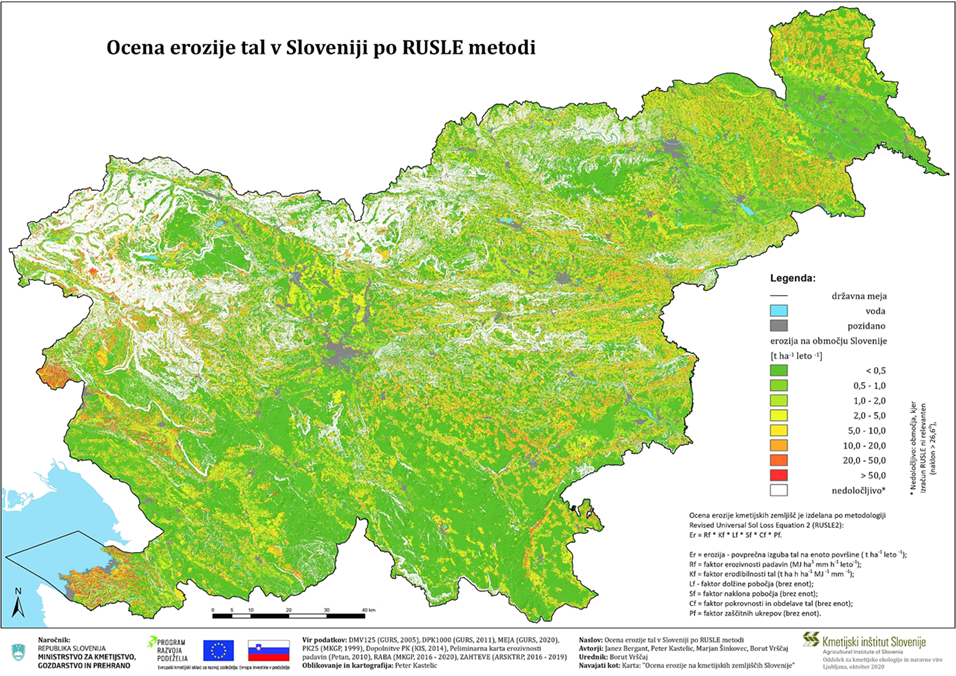 Ocena erozije tal v Sloveniji po RUSLE metodi
Legenda:
državna meja
voda
pozidano
erozija na območju Slovenije
[t ha⁻¹ leto ⁻¹]
< 0,5
0,5 - 1,0
1,0 - 2,0
2,0 - 5,0
5,0 - 10,0
10,0 - 20,0
20,0 - 50,0
> 50,0
nedoločljivo*
* Nedoločljivo: območja, kjer
izračun RUSLE ni relevanten
(naklon > 26,6°)
Ocena erozije kmetijskih zemljišč je izdelana po metodologiji
Revised Universal Sol Loss Equation 2 (RUSLE2):
Er = Rf * Kf * Lf * Sf * Cf * Pf.
Er = erozija - povprečna izguba tal na enoto površine ( t ha⁻¹ leto ⁻¹);
Rf = faktor erozivnosti padavin (MJ ha¹ mm h⁻¹ leto⁻¹);
Kf = faktor erodibilnosti tal (t ha h ha⁻¹ MJ ⁻¹ mm ⁻¹);
Lf - faktor dolžine pobočja (brez enot);
Sf = faktor naklona pobočja (brez enot);
Cf = faktor pokrovnosti in obdelave tal (brez enot);
Pf = faktor zaščitnih ukrepov (brez enot).
N
0 5 10 20 30 40 km
Naročnik:
REPUBLIKA SLOVENIJA
MINISTRSTVO ZA KMETIJSTVO,
GOZDARSTVO IN PREHRANO
PROGRAM
RAZVOJA
PODEŽELJA
Evropski kmetijski sklad za razvoj podeželja: Evropa investira v podeželje
Vir podatkov: DMV125 (GURS, 2005), DPK1000 (GURS, 2011), MEJA (GURS, 2020),
PK25 (MKGP, 1999), Dopolnitve PK (KIS, 2014), Peliminarna karta erozivnosti
padavin (Petan, 2010), RABA (MKGP, 2016 - 2020), ZAHTEVE (ARSKTRP, 2016 - 2019)
Oblikovanje in kartografija: Peter Kastelic
Naslov: Ocena erozije tal v Sloveniji po RUSLE metodi
Avtorji: Janez Bergant, Peter Kastelic, Marjan Šinkovec, Borut Vrščaj
Urednik: Borut Vrščaj
Navajati kot: Karta: "Ocena erozije na kmetijskih zemljiščih Slovenije"
Kmetijski inštitut Slovenije
Agricultural Institute of Slovenia
Oddelek za kmetijsko ekologijo in naravne vire
Ljubljana, oktober 2020